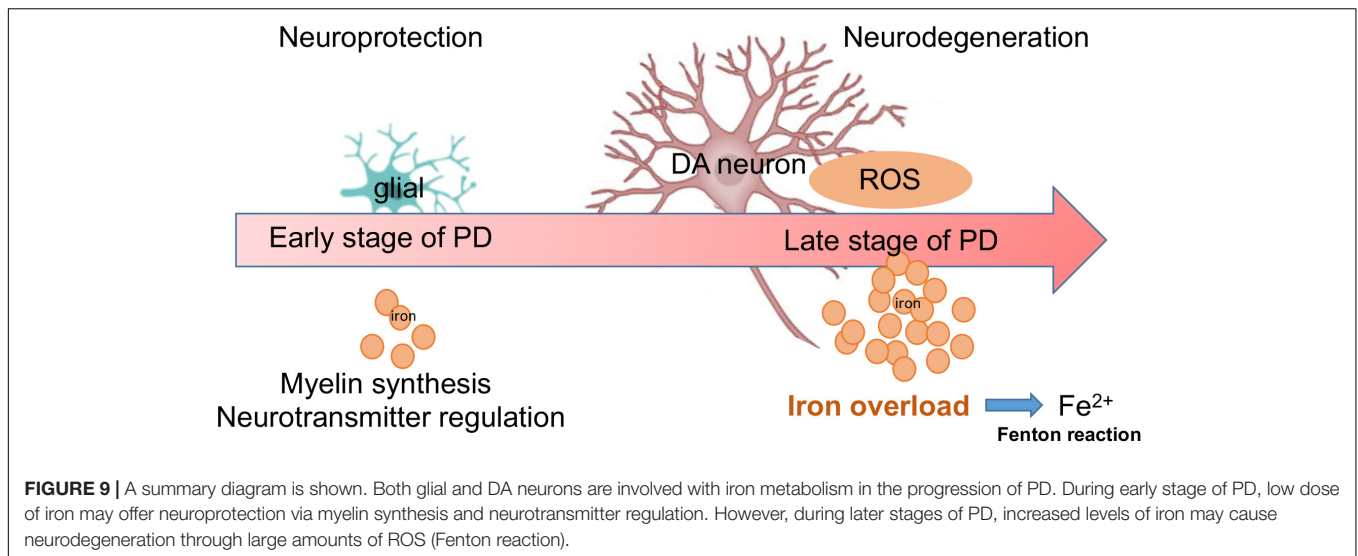 Neuroprotection
Neurodegeneration
glial
DA neuron
ROS
Early stage of PD
Late stage of PD
iron
iron
Myelin synthesis
Neurotransmitter regulation
Iron overload
Fe²⁺
Fenton reaction
FIGURE 9 | A summary diagram is shown. Both glial and DA neurons are involved with iron metabolism in the progression of PD. During early stage of PD, low dose
of iron may offer neuroprotection via myelin synthesis and neurotransmitter regulation. However, during later stages of PD, increased levels of iron may cause
neurodegeneration through large amounts of ROS (Fenton reaction).